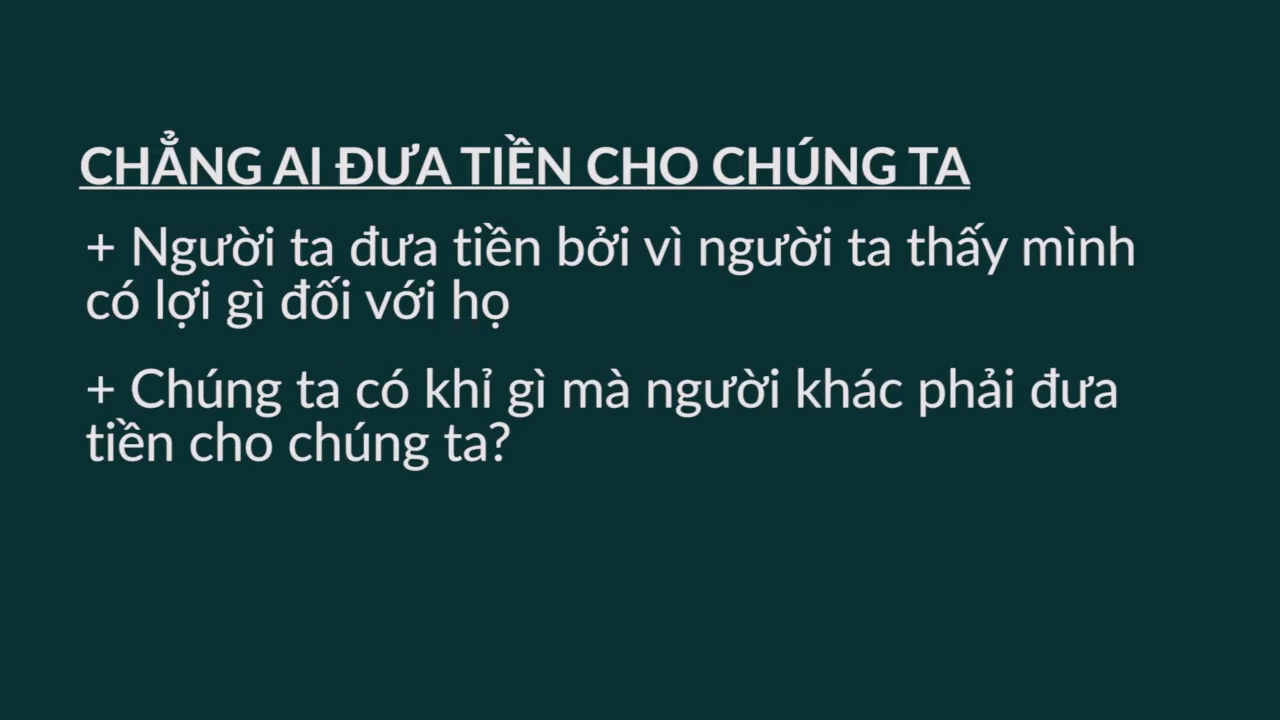 CHẲNG AI ĐƯA TIỀN CHO CHÚNG TA
+ Người ta đưa tiền bởi vì người ta thấy mình
có lợi gì đối với họ
+ Chúng ta có khỉ gì mà người khác phải đưa
tiền cho chúng ta?